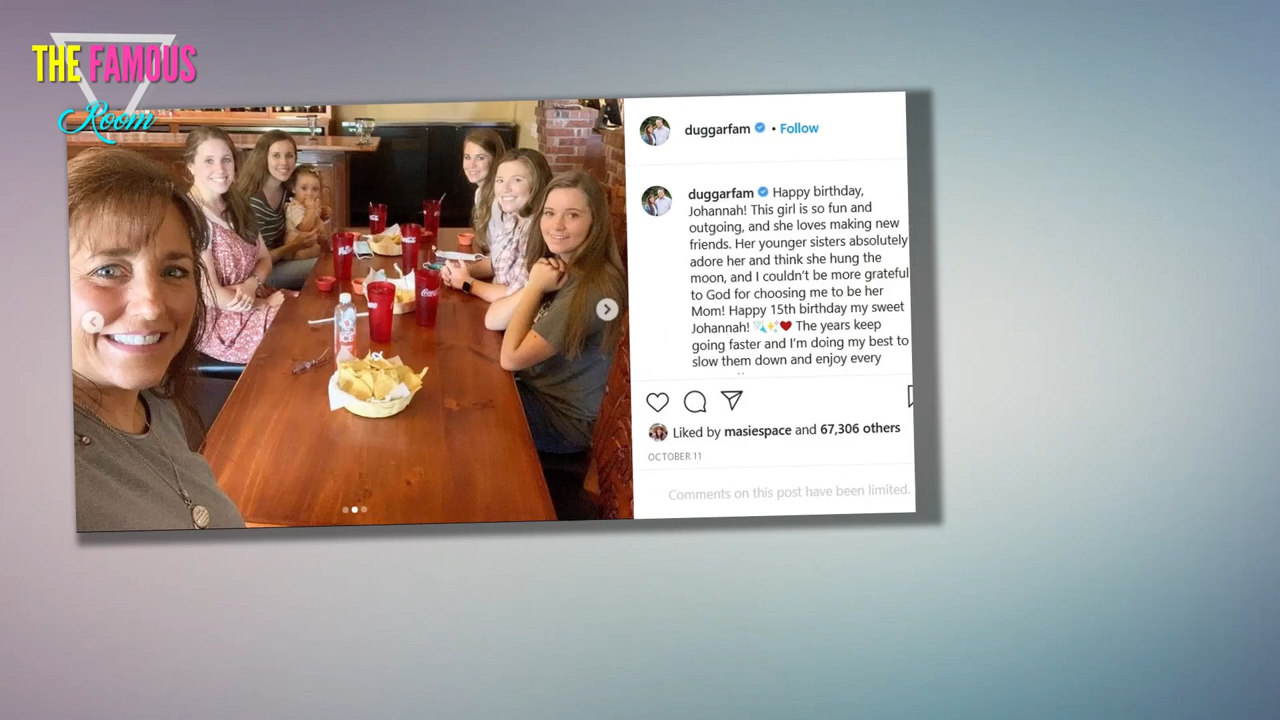 THE FAMOUS
Room
duggarfam • Follow
duggarfam Happy birthday,
Johannah! This girl is so fun and
outgoing, and she loves making new
friends. Her younger sisters absolutely
adore her and think she hung the
moon, and I couldn't be more grateful
to God for choosing me to be her
Mom! Happy 15th birthday my sweet
Johannah! The years keep
going faster and I'm doing my best to
slow them down and enjoy every
Liked by masiespace and 67,306 others
OCTOBER 11
Comments on this post have been limited.